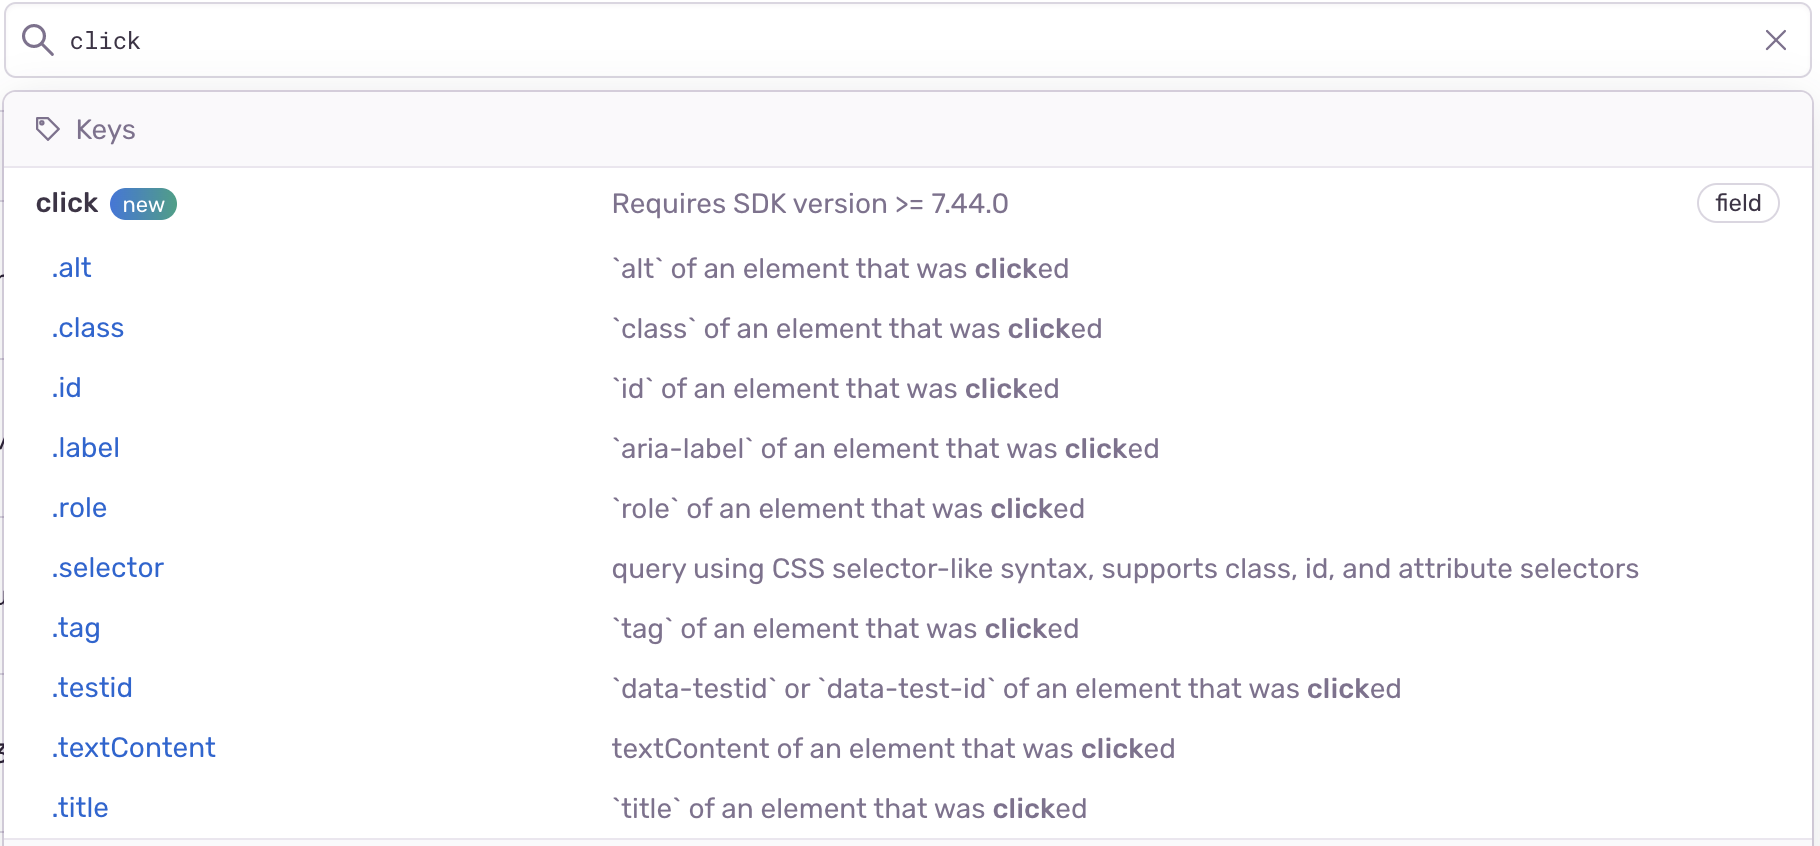 click
Keys
click new Requires SDK version >= 7.44.0 field
.alt `alt` of an element that was clicked
.class `class` of an element that was clicked
.id `id` of an element that was clicked
.label `aria-label` of an element that was clicked
.role `role` of an element that was clicked
.selector query using CSS selector-like syntax, supports class, id, and attribute selectors
.tag `tag` of an element that was clicked
.testid `data-testid` or `data-test-id` of an element that was clicked
.textContent textContent of an element that was clicked
.title `title` of an element that was clicked